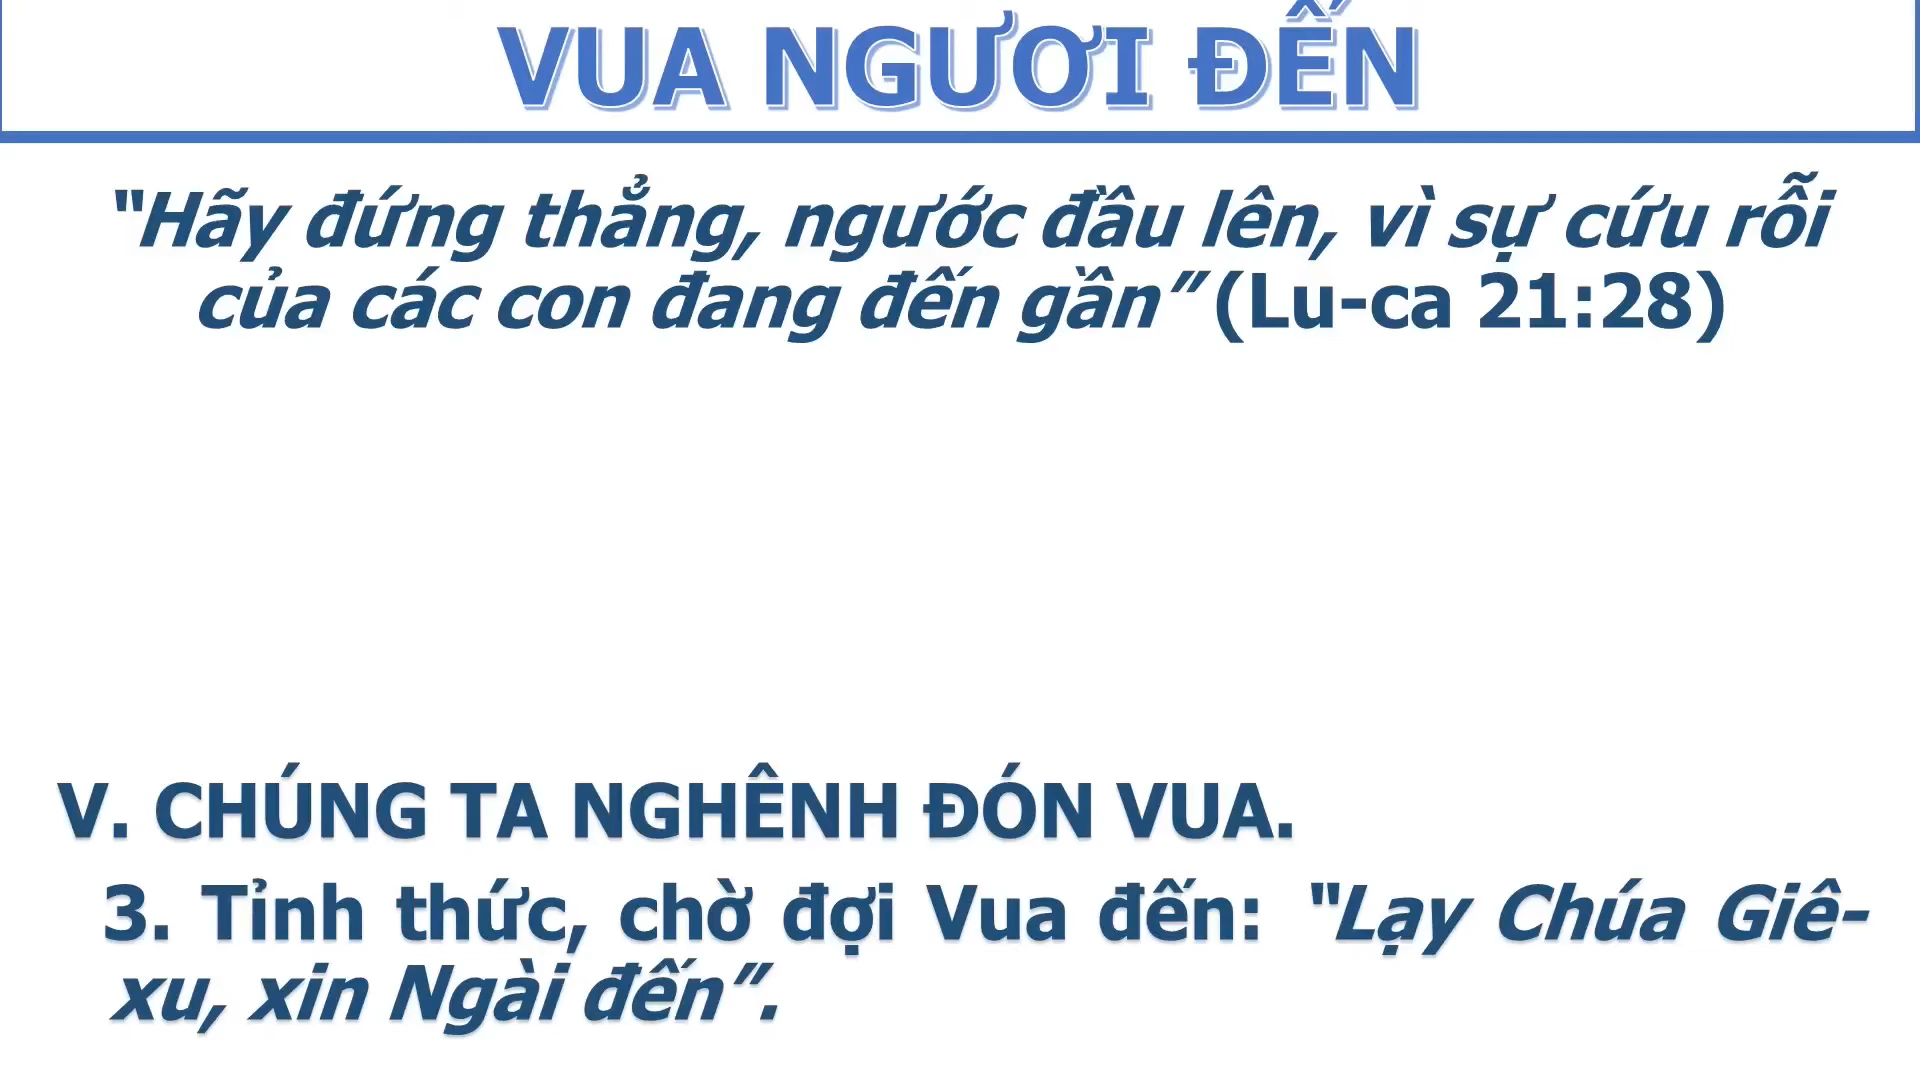 VUA NGƯƠI ĐẾN
“Hãy đứng thẳng, ngước đầu lên, vì sự cứu rỗi
của các con đang đến gần” (Lu-ca 21:28)
V. CHÚNG TA NGHÊNH ĐÓN VUA.
3. Tỉnh thức, chờ đợi Vua đến: “Lạy Chúa Giê-
xu, xin Ngài đến”.